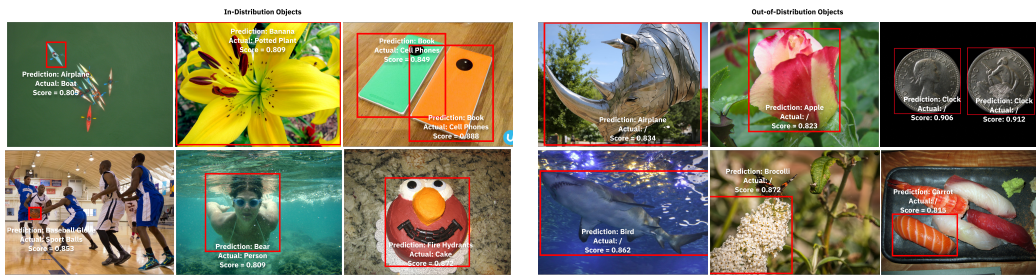 In-Distribution Objects
Out-of-Distribution Objects
Prediction: Airplane
Actual: Boat
Score = 0.809
Prediction: Banana
Actual: Potted Plant
Score = 0.809
Prediction: Book
Actual: Cell Phones
Score = 0.849
Prediction: Book
Actual: Cell Phones
Score = 0.888
Prediction: Airplane
Actual: /
Score = 0.834
Prediction: Apple
Actual: /
Score = 0.823
Prediction: Clock
Actual: /
Score: 0.906
Prediction: Clock
Actual: /
Score: 0.912
Prediction: Baseball Glove
Actual: Sport Balls
Score = 0.853
Prediction: Bear
Actual: Person
Score = 0.809
Prediction: Fire Hydrants
Actual: Cake
Score = 0.872
Prediction: Bird
Actual: /
Score = 0.862
Prediction: Brocolli
Actual: /
Score = 0.872
Prediction: Carrot
Actual: /
Score = 0.815